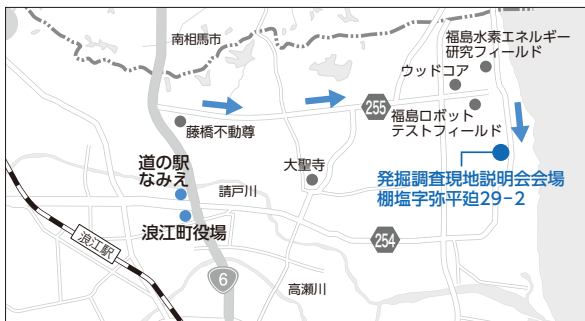 南相馬市
福島水素エネルギー
研究フィールド
ウッドコア
255
福島ロボット
テストフィールド
藤橋不動尊
大聖寺
道の駅
なみえ
発掘調査現地説明会会場
棚塩字弥平迫29-2
請戸川
浪江町役場
浪江駅
254
6
高瀬川